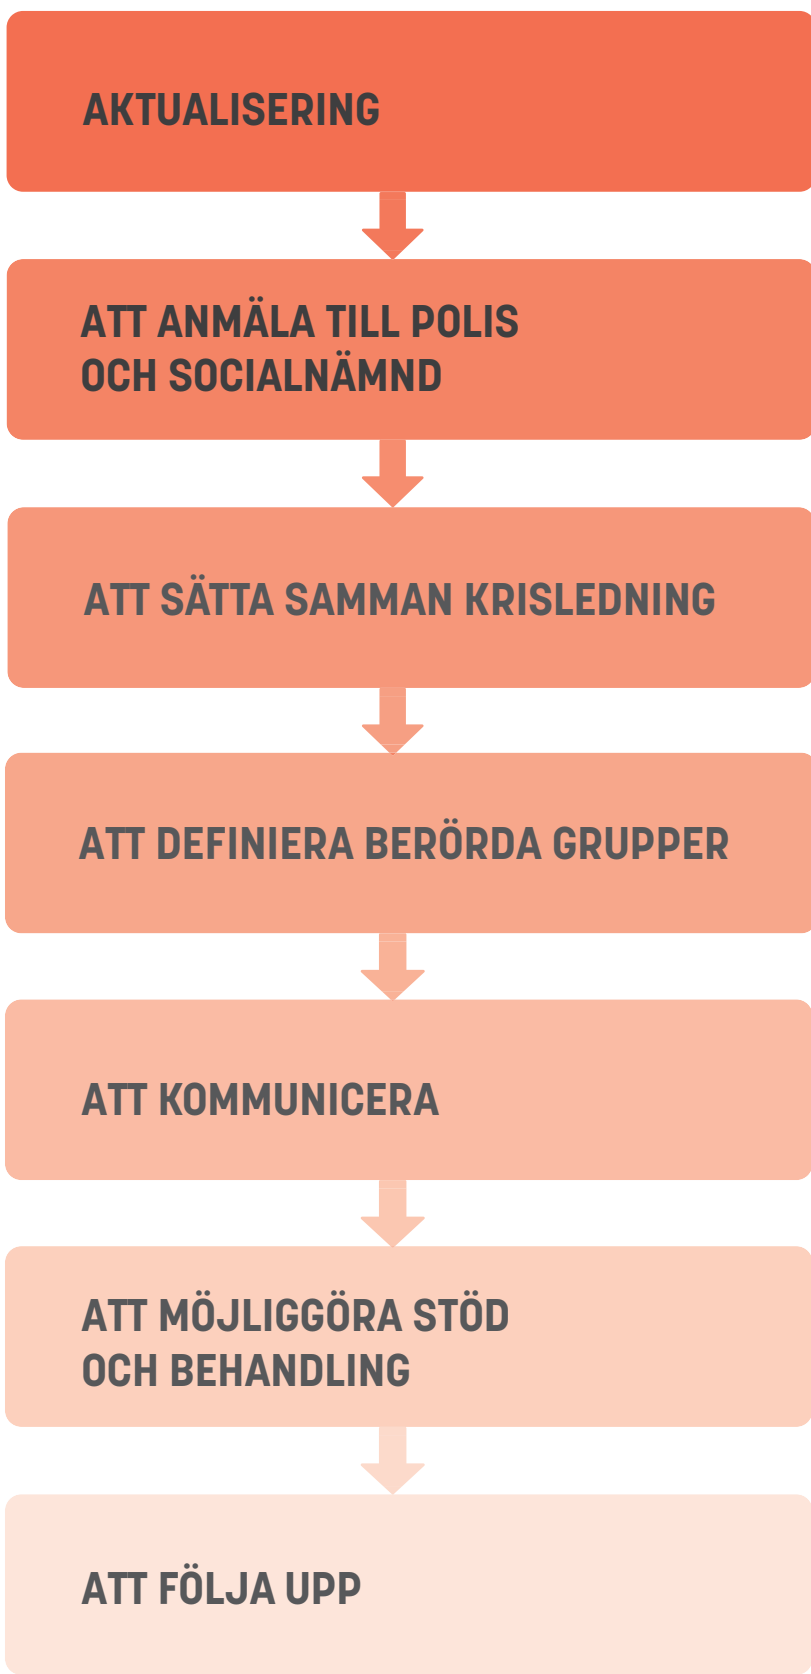 AKTUALISERING
ATT ANMÄLA TILL POLIS
OCH SOCIALNÄMND
ATT SÄTTA SAMMAN KRISLEDNING
ATT DEFINIERA BERÖRDA GRUPPER
ATT KOMMUNICERA
ATT MÖJLIGGÖRA STÖD
OCH BEHANDLING
ATT FÖLJA UPP